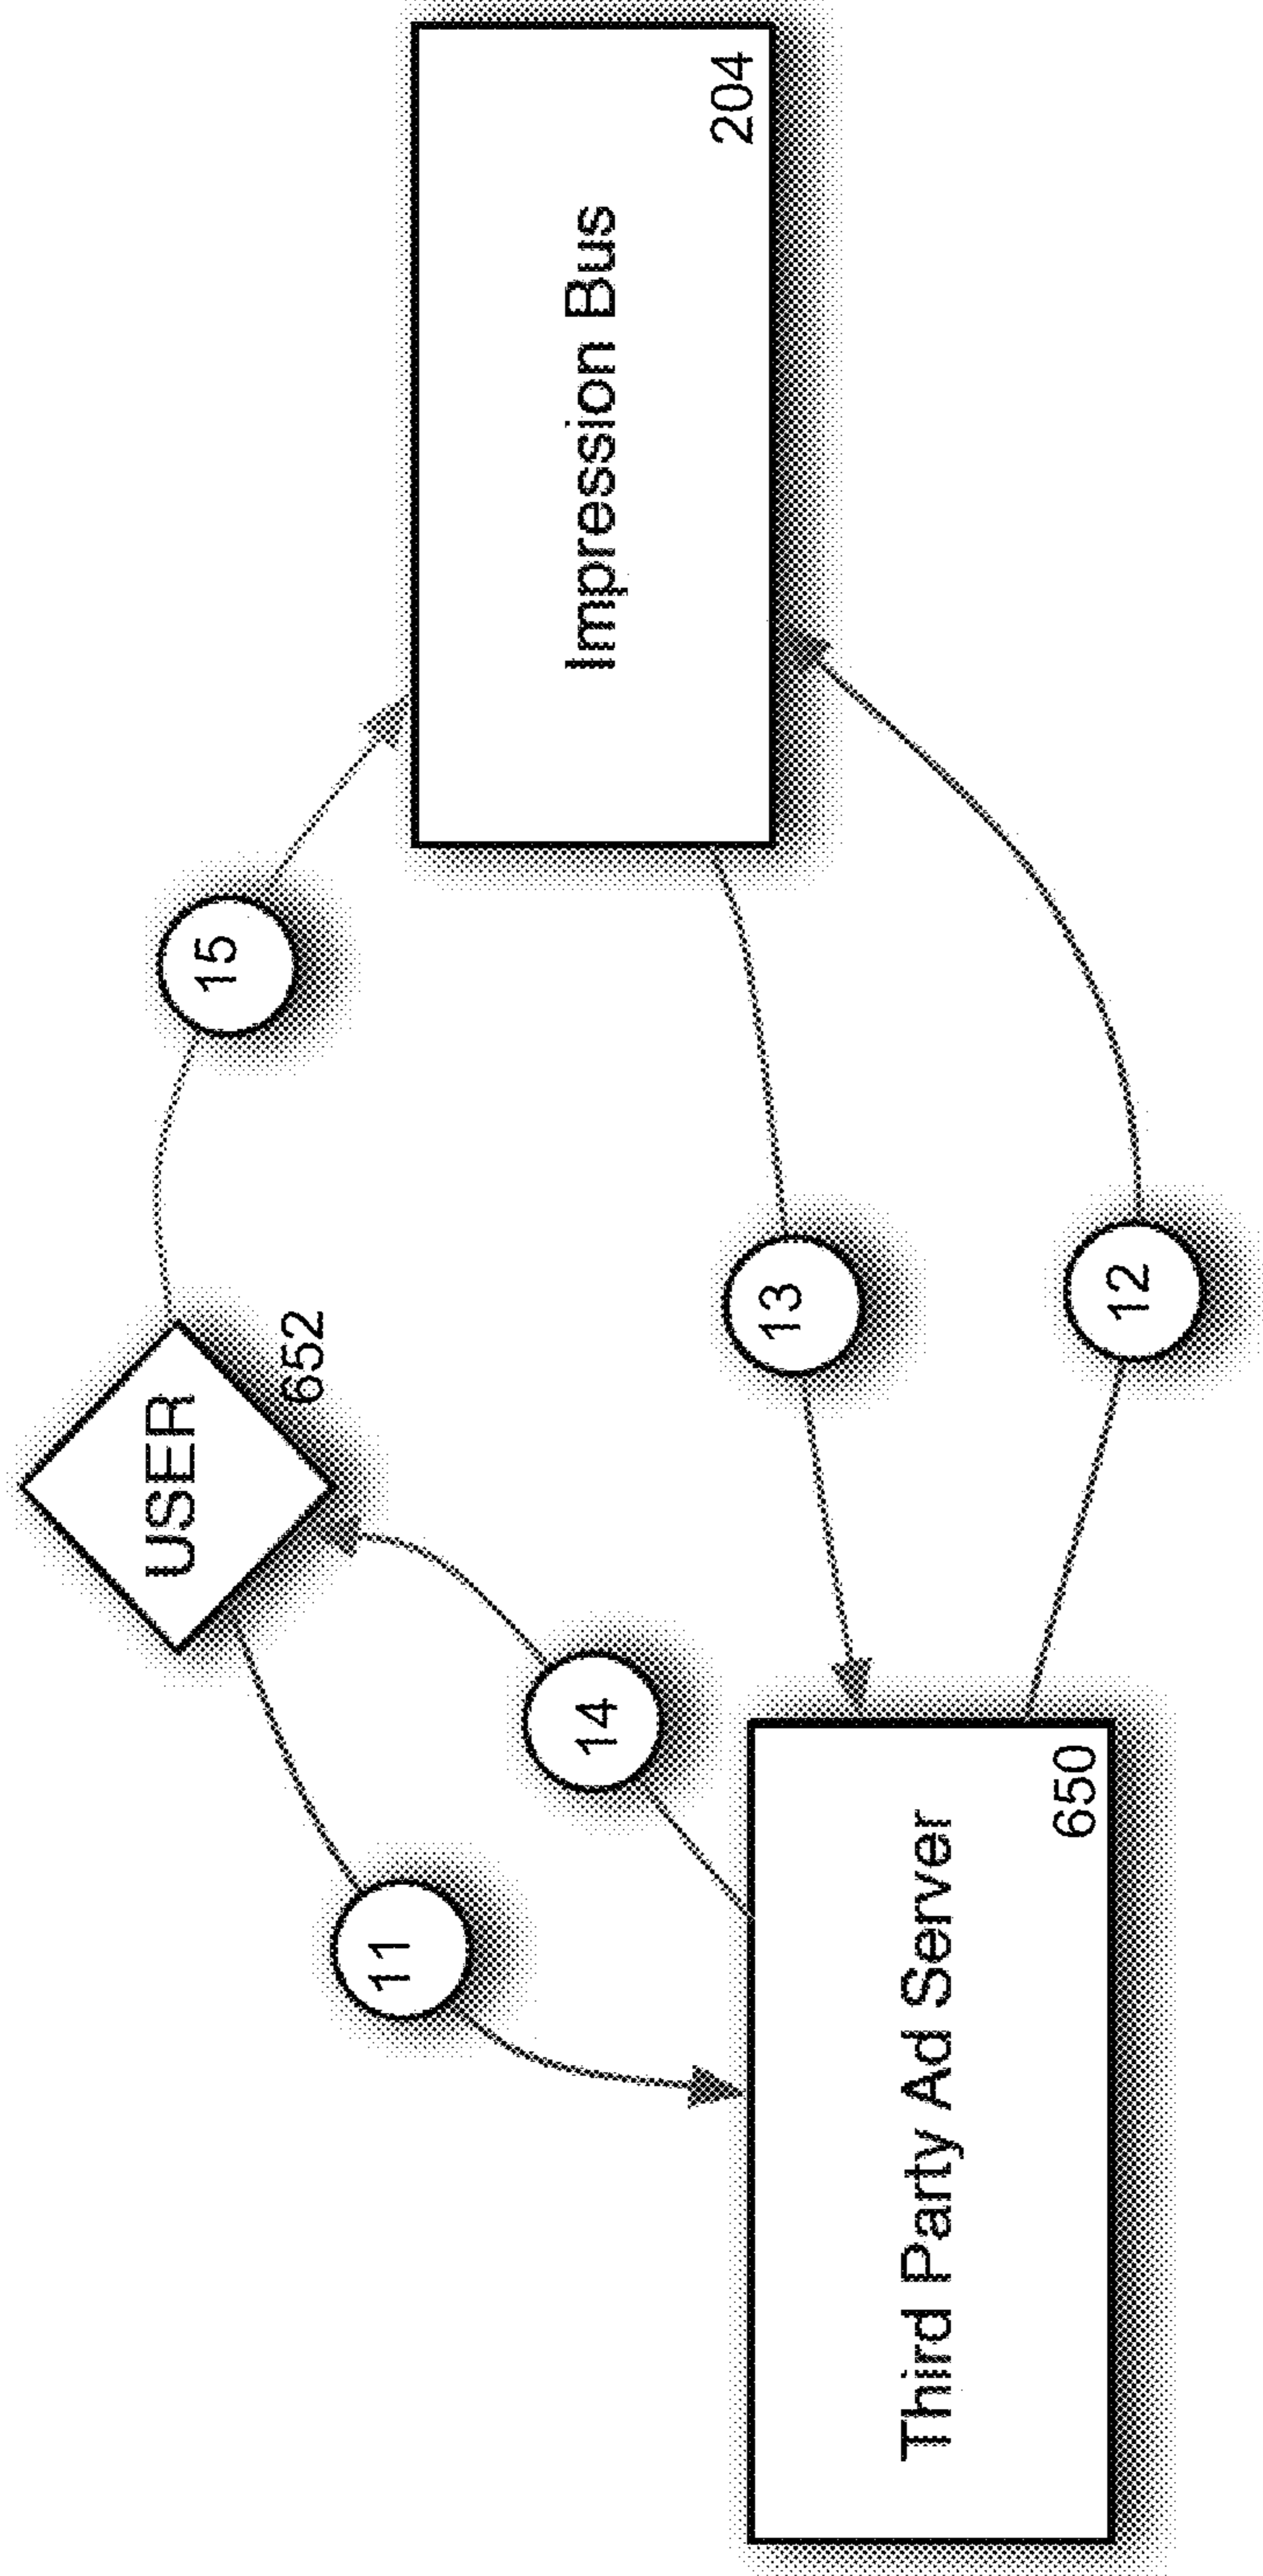 USER
652
15
11
14
13
12
Impression Bus
204
Third Party Ad Server
650